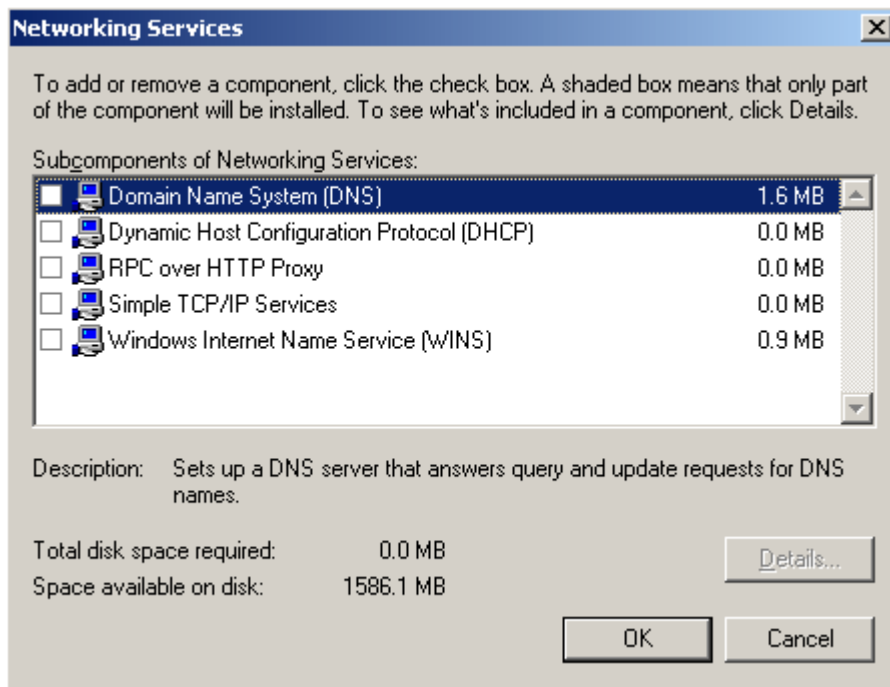 Networking Services
To add or remove a component, click the check box. A shaded box means that only part
of the component will be installed. To see what's included in a component, click Details.
Subcomponents of Networking Services:
Domain Name System (DNS) 1.6 MB
Dynamic Host Configuration Protocol (DHCP) 0.0 MB
RPC over HTTP Proxy 0.0 MB
Simple TCP/IP Services 0.0 MB
Windows Internet Name Service (WINS) 0.9 MB
Description: Sets up a DNS server that answers query and update requests for DNS
names.
Total disk space required: 0.0 MB
Space available on disk: 1586.1 MB
Details...
OK Cancel